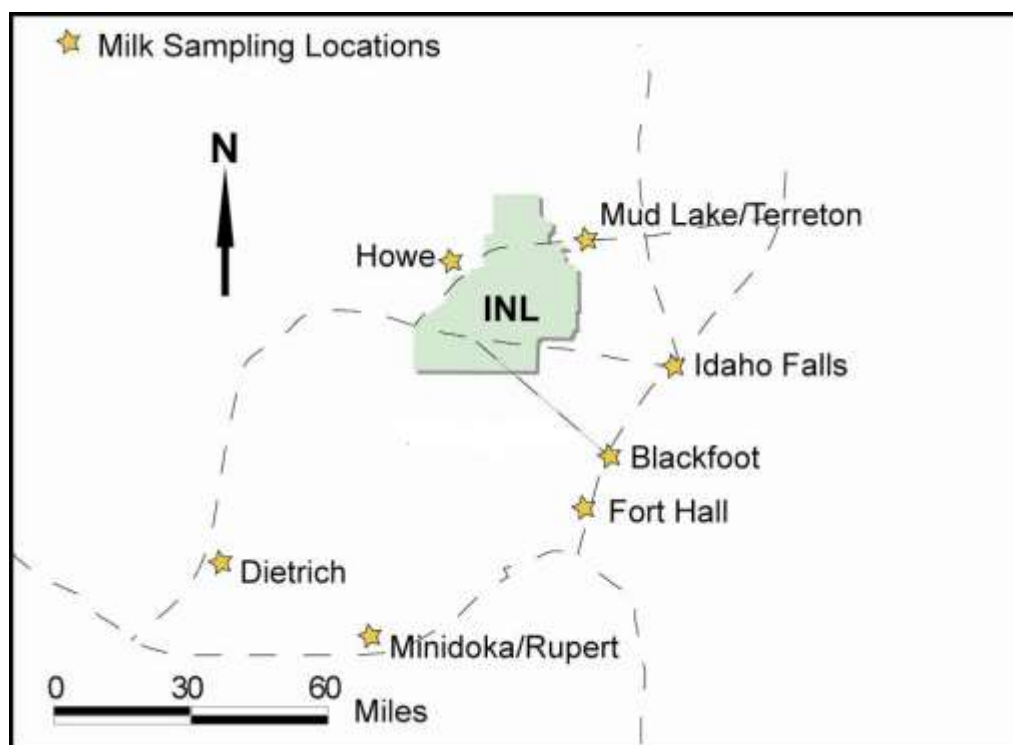 Milk Sampling Locations
N
Mud Lake/Terreton
Howe
INL
Idaho Falls
Blackfoot
Fort Hall
Dietrich
Minidoka/Rupert
0 30 60
Miles